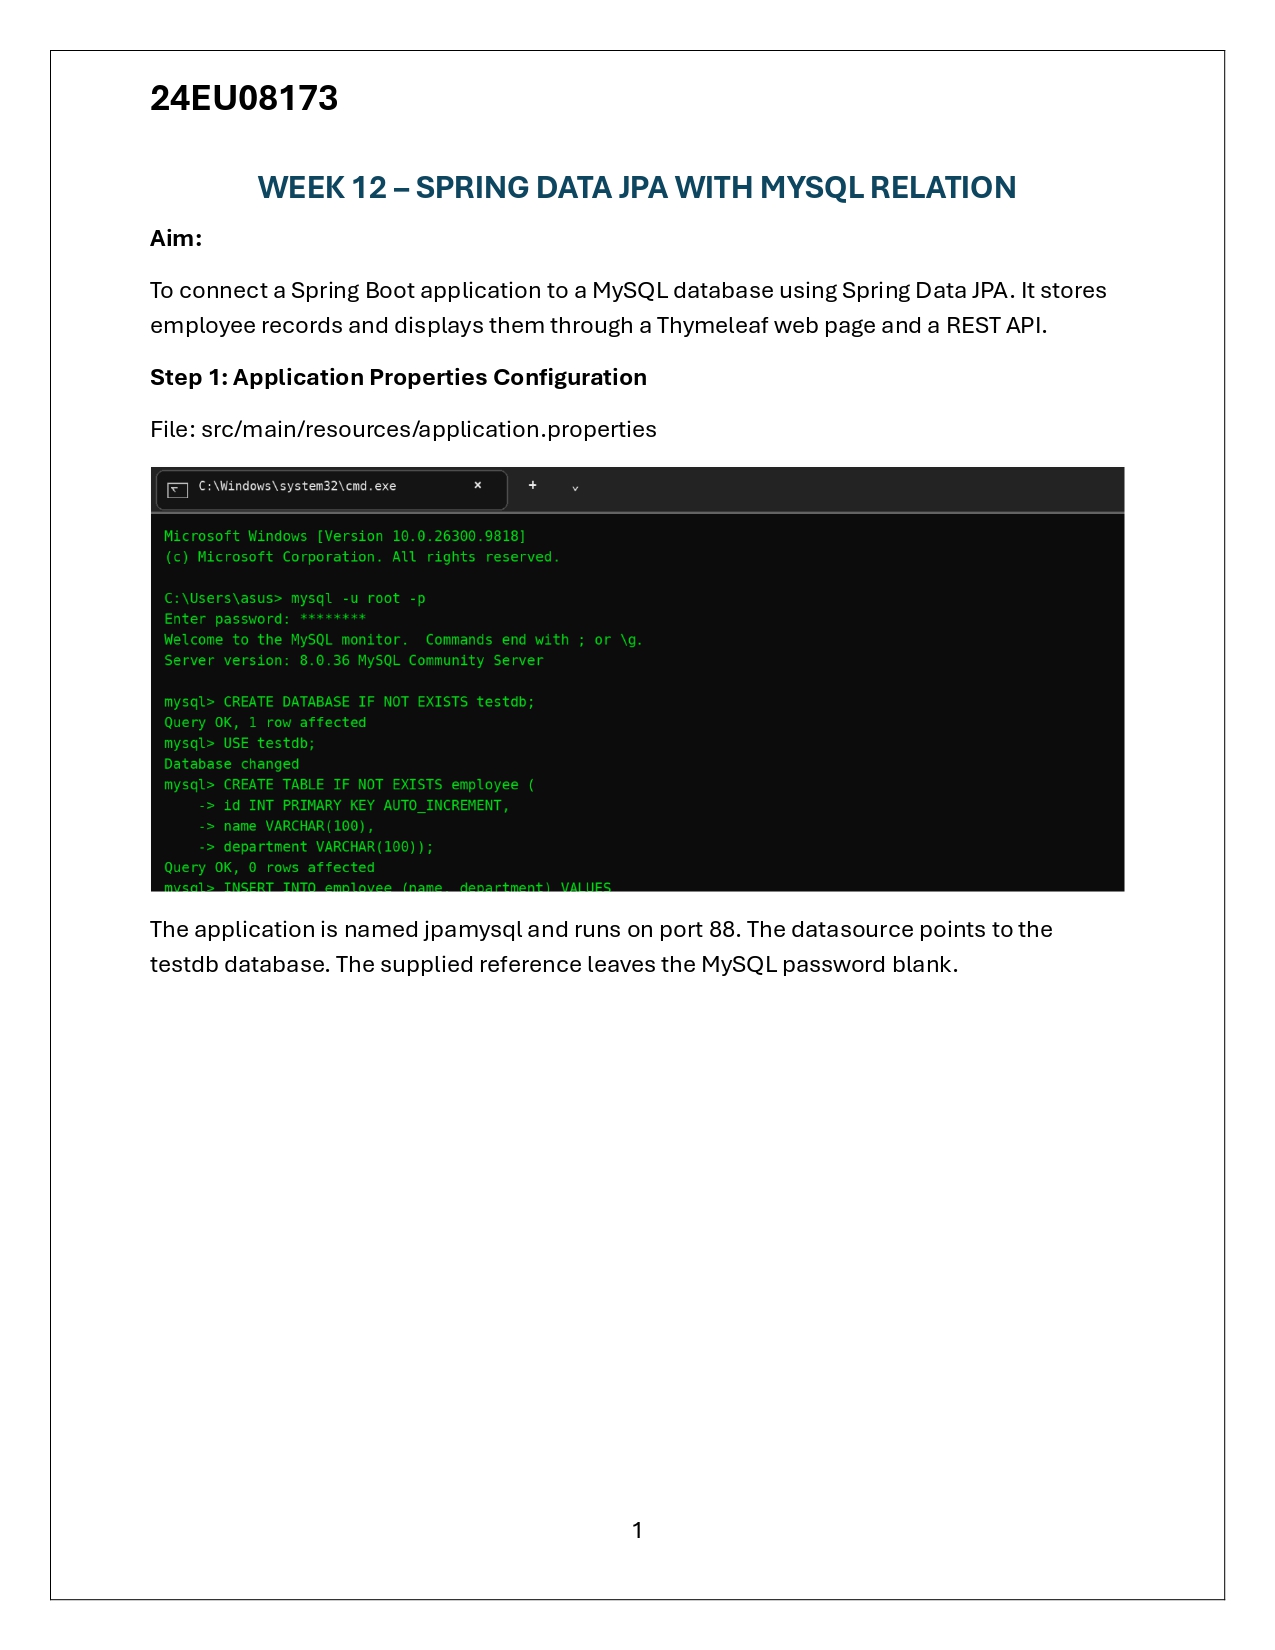 24EU08173
WEEK 12 – SPRING DATA JPA WITH MYSQL RELATION
Aim:
To connect a Spring Boot application to a MySQL database using Spring Data JPA. It stores
employee records and displays them through a Thymeleaf web page and a REST API.
Step 1: Application Properties Configuration
File: src/main/resources/application.properties
C:\Windows\system32\cmd.exe × + ⌄
Microsoft Windows [Version 10.0.26300.9818]
(c) Microsoft Corporation. All rights reserved.
C:\Users\asus> mysql -u root -p
Enter password: ********
Welcome to the MySQL monitor.  Commands end with ; or \g.
Server version: 8.0.36 MySQL Community Server
mysql> CREATE DATABASE IF NOT EXISTS testdb;
Query OK, 1 row affected
mysql> USE testdb;
Database changed
mysql> CREATE TABLE IF NOT EXISTS employee (
    -> id INT PRIMARY KEY AUTO_INCREMENT,
    -> name VARCHAR(100),
    -> department VARCHAR(100));
Query OK, 0 rows affected
mysql> INSERT INTO employee (name, department) VALUES
The application is named jpamysql and runs on port 88. The datasource points to the
testdb database. The supplied reference leaves the MySQL password blank.
1